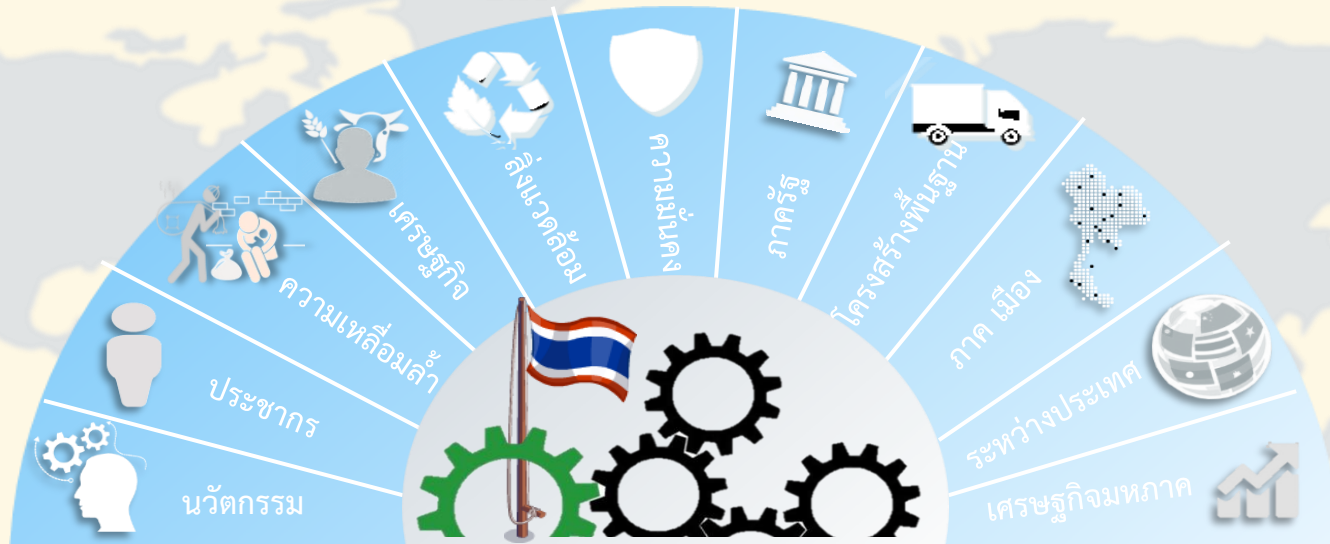 นวัตกรรม
ประชากร
ความเหลื่อมล้ำ
เศรษฐกิจ
สิ่งแวดล้อม
ความมั่นคง
ภาครัฐ
โครงสร้างพื้นฐาน
ภาค เมือง
ระหว่างประเทศ
เศรษฐกิจมหภาค